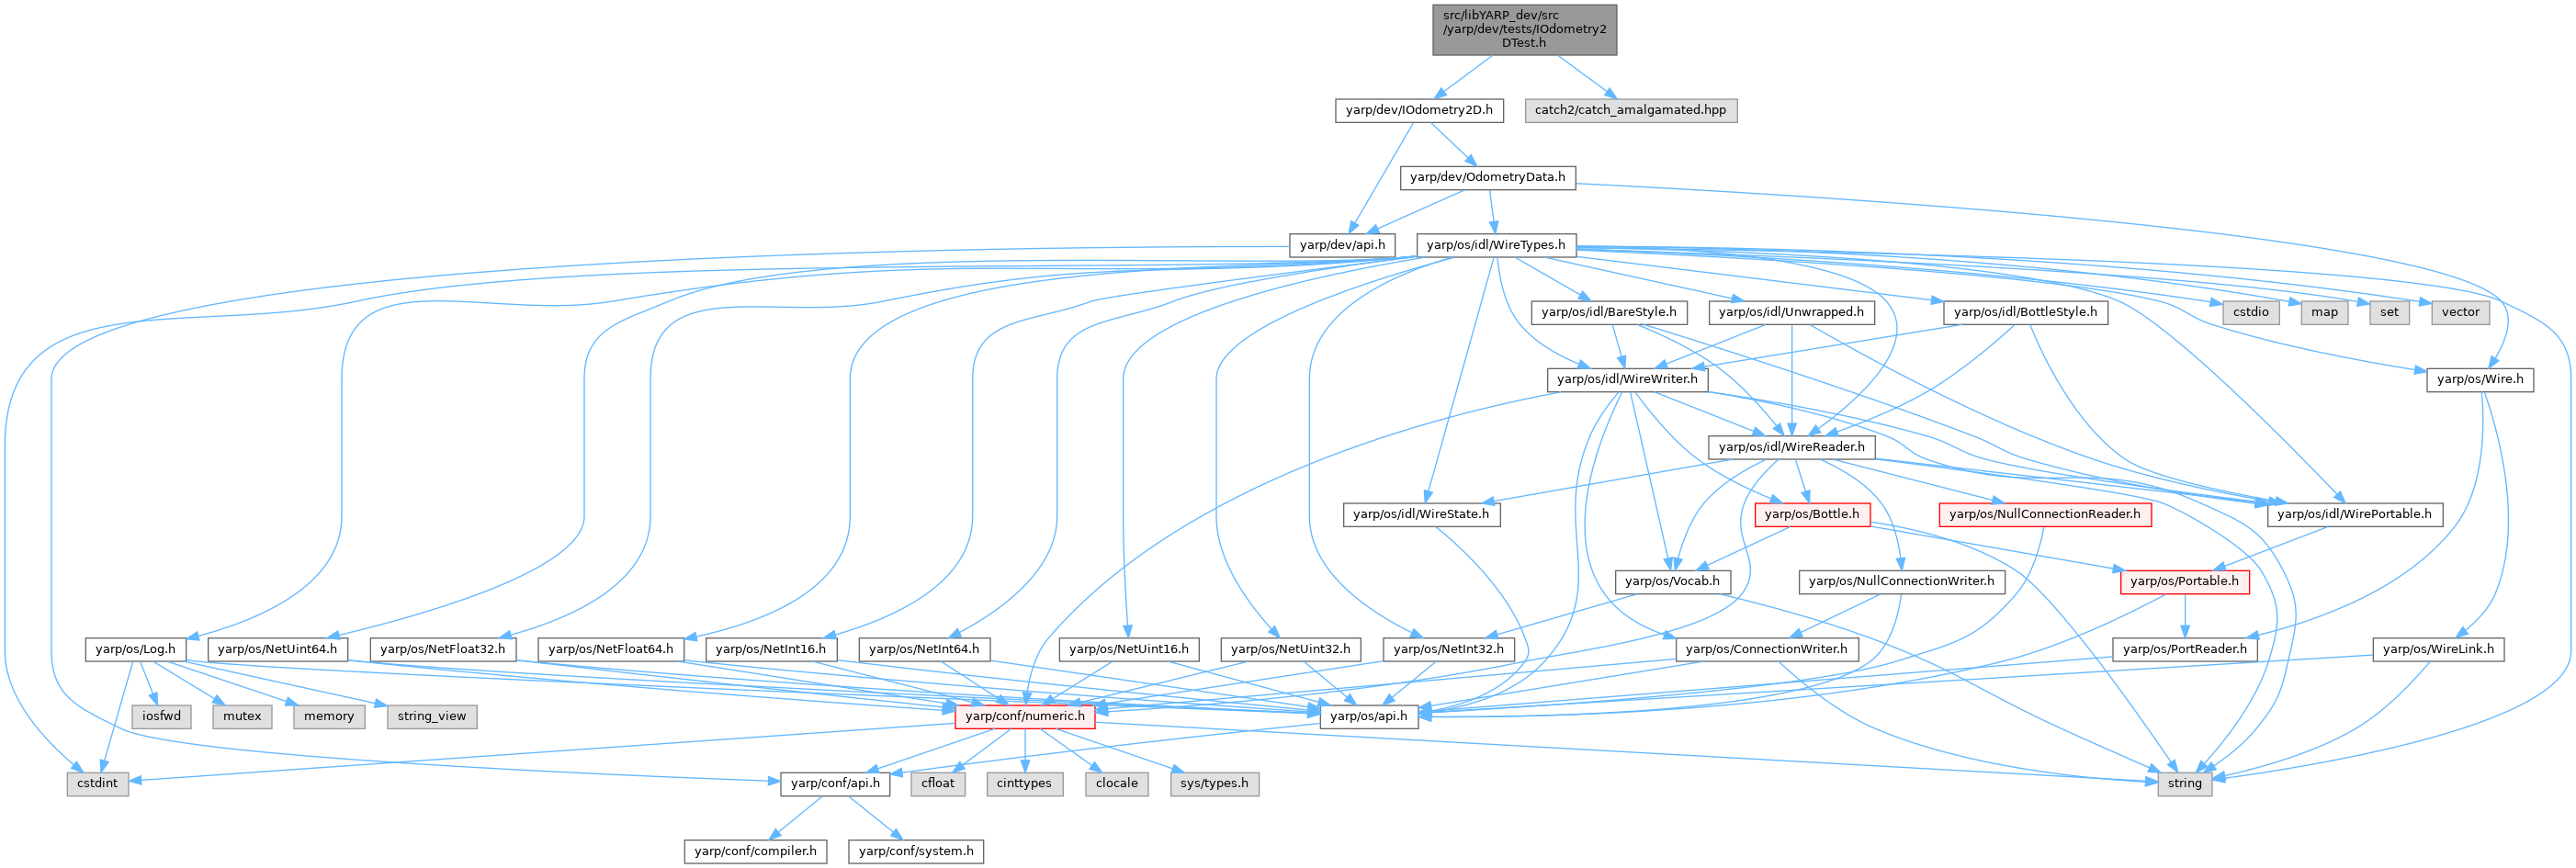 src/libYARP_dev/src
/yarp/dev/tests/IOdometry2
DTest.h
yarp/dev/IOdometry2D.h
catch2/catch_amalgamated.hpp
yarp/dev/OdometryData.h
yarp/dev/api.h
yarp/os/idl/WireTypes.h
yarp/os/idl/BareStyle.h
yarp/os/idl/Unwrapped.h
yarp/os/idl/BottleStyle.h
cstdio
map
set
vector
yarp/os/idl/WireWriter.h
yarp/os/Wire.h
yarp/os/idl/WireReader.h
yarp/os/idl/WireState.h
yarp/os/Bottle.h
yarp/os/NullConnectionReader.h
yarp/os/idl/WirePortable.h
yarp/os/Vocab.h
yarp/os/NullConnectionWriter.h
yarp/os/Portable.h
yarp/os/Log.h
yarp/os/NetUint64.h
yarp/os/NetFloat32.h
yarp/os/NetFloat64.h
yarp/os/NetInt16.h
yarp/os/NetInt64.h
yarp/os/NetUint16.h
yarp/os/NetUint32.h
yarp/os/NetInt32.h
yarp/os/ConnectionWriter.h
yarp/os/PortReader.h
yarp/os/WireLink.h
iosfwd
mutex
memory
string_view
yarp/conf/numeric.h
yarp/os/api.h
cstdint
yarp/conf/api.h
cfloat
cinttypes
clocale
sys/types.h
string
yarp/conf/compiler.h
yarp/conf/system.h